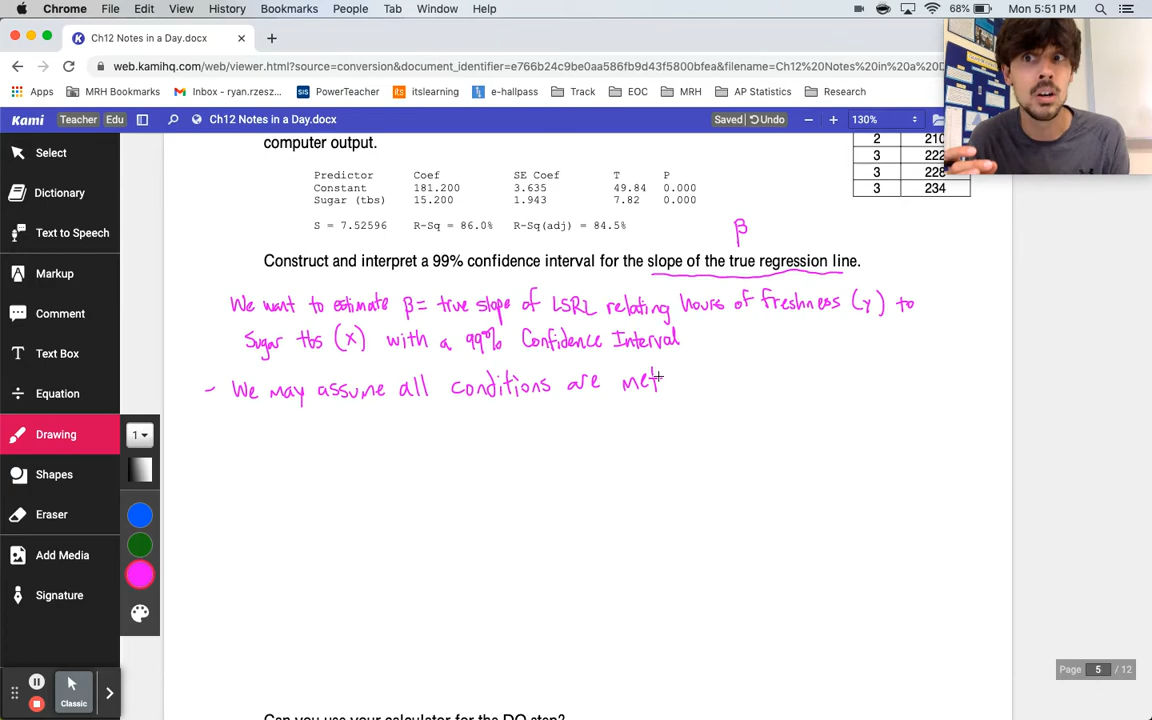 Chrome File Edit View History Bookmarks People Tab Window Help 68% Mon 5:51 PM
Ch12 Notes in a Day.docx
web.kamihq.com/web/viewer.html?source=conversion&document_identifier=e766b24c9be0aa586fb9d43f5800bfea&filename=Ch12%20Notes%20in%20a%20D
Apps MRH Bookmarks Inbox - ryan.rzesz... SIS PowerTeacher its itslearning e-hallpass Track EOC MRH AP Statistics Research
Kami Teacher Edu Ch12 Notes in a Day.docx Saved Undo 130%
Select
Dictionary
Text to Speech
Markup
Comment
Text Box
Equation
Drawing
Shapes
Eraser
Add Media
Signature
1
Classic
computer output.
2 210
3 222
3 228
3 234
Predictor Coef SE Coef T P
Constant 181.200 3.635 49.84 0.000
Sugar (tbs) 15.200 1.943 7.82 0.000
S = 7.52596 R-Sq = 86.0% R-Sq(adj) = 84.5%
β
Construct and interpret a 99% confidence interval for the slope of the true regression line.
We want to estimate β = true slope of LSRL relating hours of freshness (y) to
Sugar tbs (x) with a 99% Confidence Interval
- We may assume all conditions are met
Page 5 / 12
Can you use your calculator for the DO step?